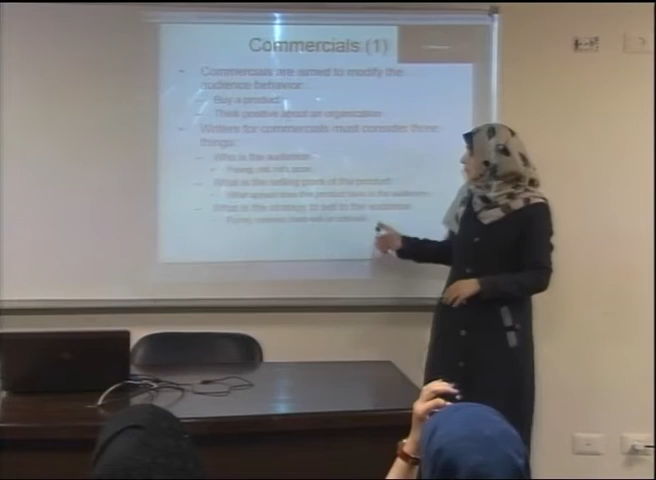 Commercials (1)
Commercials are aimed to modify the
audience behavior:
Buy a product
Think positive about an organization
Writers for commercials must consider three
things:
Who is the audience
What is the selling point of the product
What is the strategy to sell to the audience